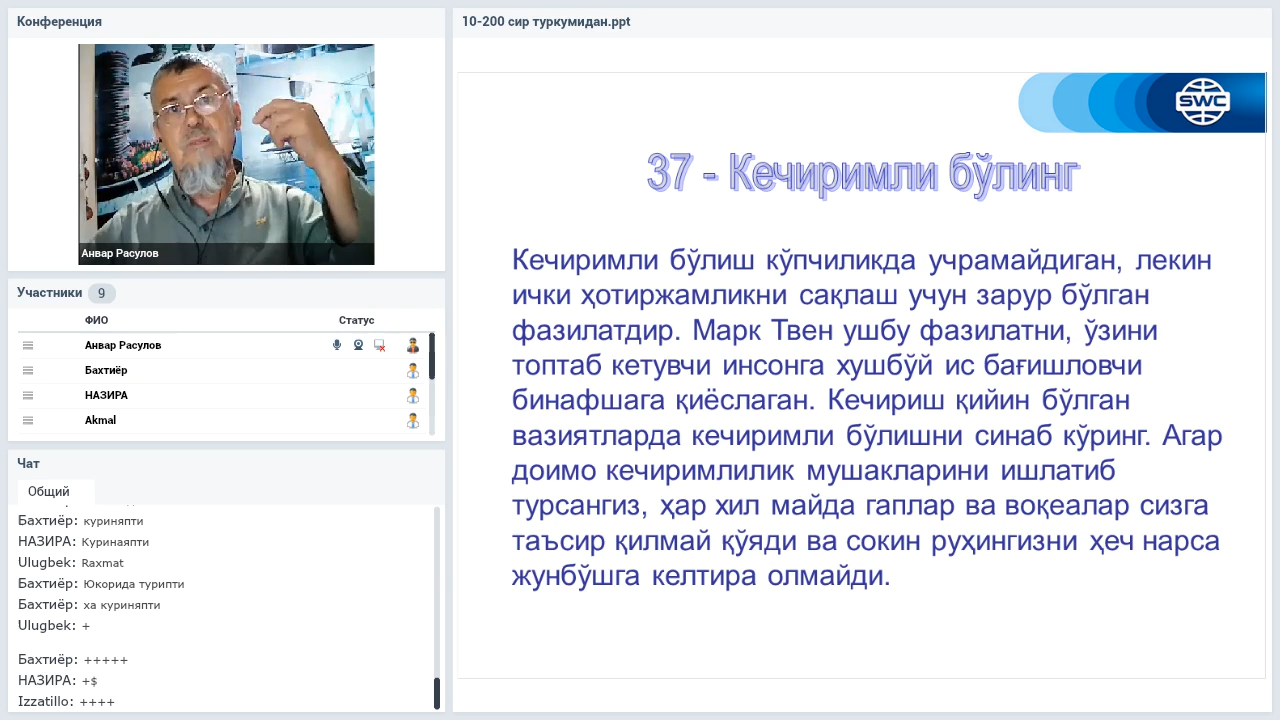 Конференция
Анвар Расулов
Участники 9
ФИО Статус
Анвар Расулов
Бахтиёр
НАЗИРА
Akmal
Чат
Общий
Бахтиёр: куриняпти
НАЗИРА: Куринаяпти
Ulugbek: Raxmat
Бахтиёр: Юкорида турипти
Бахтиёр: ха куриняпти
Ulugbek: +
Бахтиёр: +++++
НАЗИРА: +$
Izzatillo: ++++
10-200 сир туркумидан.ppt
SWC
37 - Кечиримли бўлинг
Кечиримли бўлиш кўпчиликда учрамайдиган, лекин
ички ҳотиржамликни сақлаш учун зарур бўлган
фазилатдир. Марк Твен ушбу фазилатни, ўзини
топтаб кетувчи инсонга хушбўй ис бағишловчи
бинафшага қиёслаган. Кечириш қийин бўлган
вазиятларда кечиримли бўлишни синаб кўринг. Агар
доимо кечиримлилик мушакларини ишлатиб
турсангиз, ҳар хил майда гаплар ва воқеалар сизга
таъсир қилмай қўяди ва сокин руҳингизни ҳеч нарса
жунбўшга келтира олмайди.